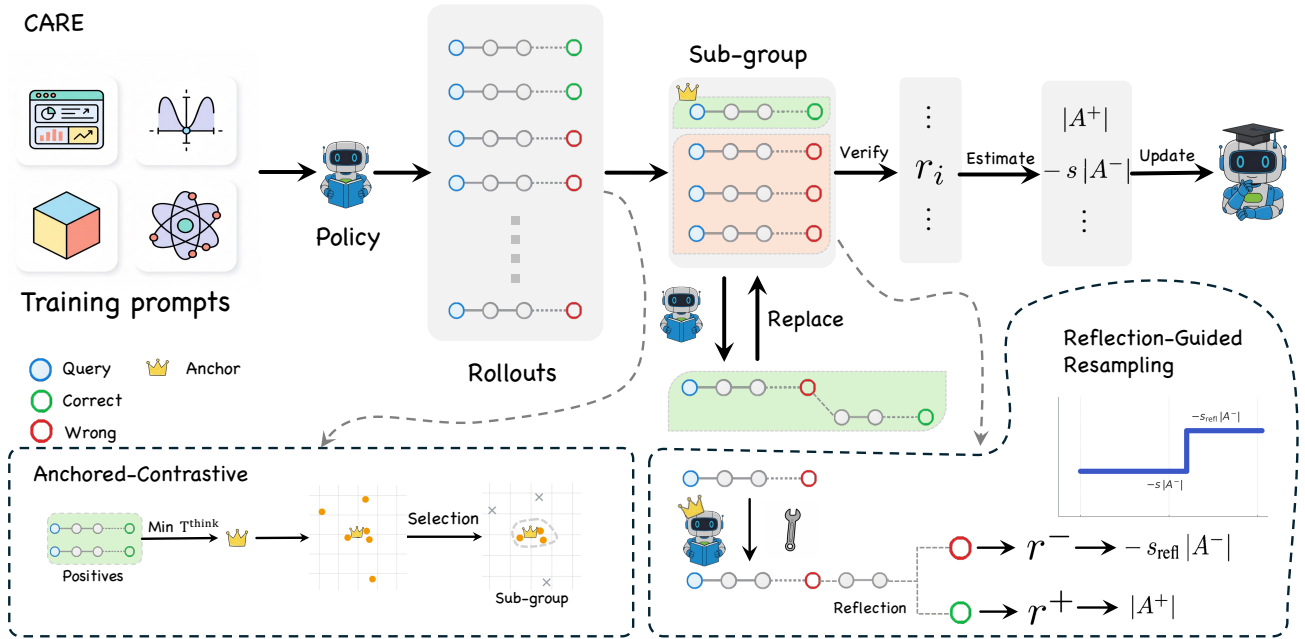 CARE
Training prompts
Policy
Rollouts
Sub-group
Verify
⋮
r_i
⋮
Estimate
|A⁺|
− s |A⁻|
⋮
Update
Replace
Query
Anchor
Correct
Wrong
Anchored-Contrastive
Positives
Min T^think
Selection
Sub-group
Reflection-Guided
Resampling
−s_refl |A⁻|
−s |A⁻|
Reflection
r⁻
− s_refl |A⁻|
r⁺
|A⁺|